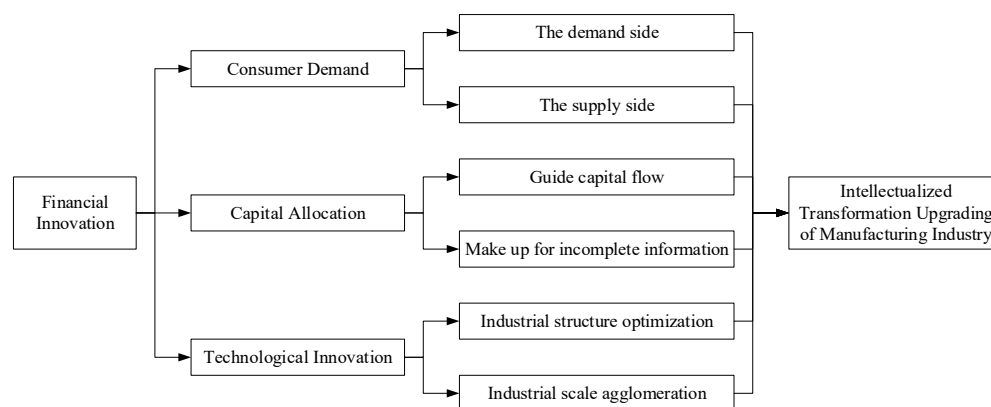 Financial
Innovation
Consumer Demand
The demand side
The supply side
Capital Allocation
Guide capital flow
Make up for incomplete information
Technological Innovation
Industrial structure optimization
Industrial scale agglomeration
Intellectualized
Transformation Upgrading
of Manufacturing Industry